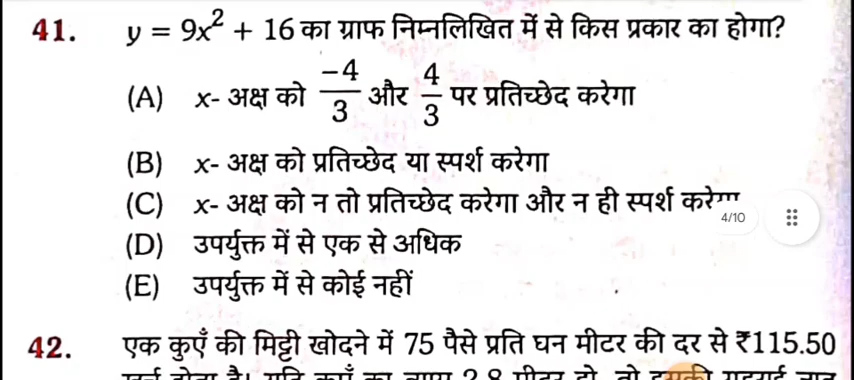 41. y = 9x² + 16 का ग्राफ निम्नलिखित में से किस प्रकार का होगा?
(A) x- अक्ष को -4/3 और 4/3 पर प्रतिच्छेद करेगा
(B) x- अक्ष को प्रतिच्छेद या स्पर्श करेगा
(C) x- अक्ष को न तो प्रतिच्छेद करेगा और न ही स्पर्श करेगा
4/10
(D) उपर्युक्त में से एक से अधिक
(E) उपर्युक्त में से कोई नहीं
42. एक कुएँ की मिट्टी खोदने में 75 पैसे प्रति घन मीटर की दर से ₹115.50